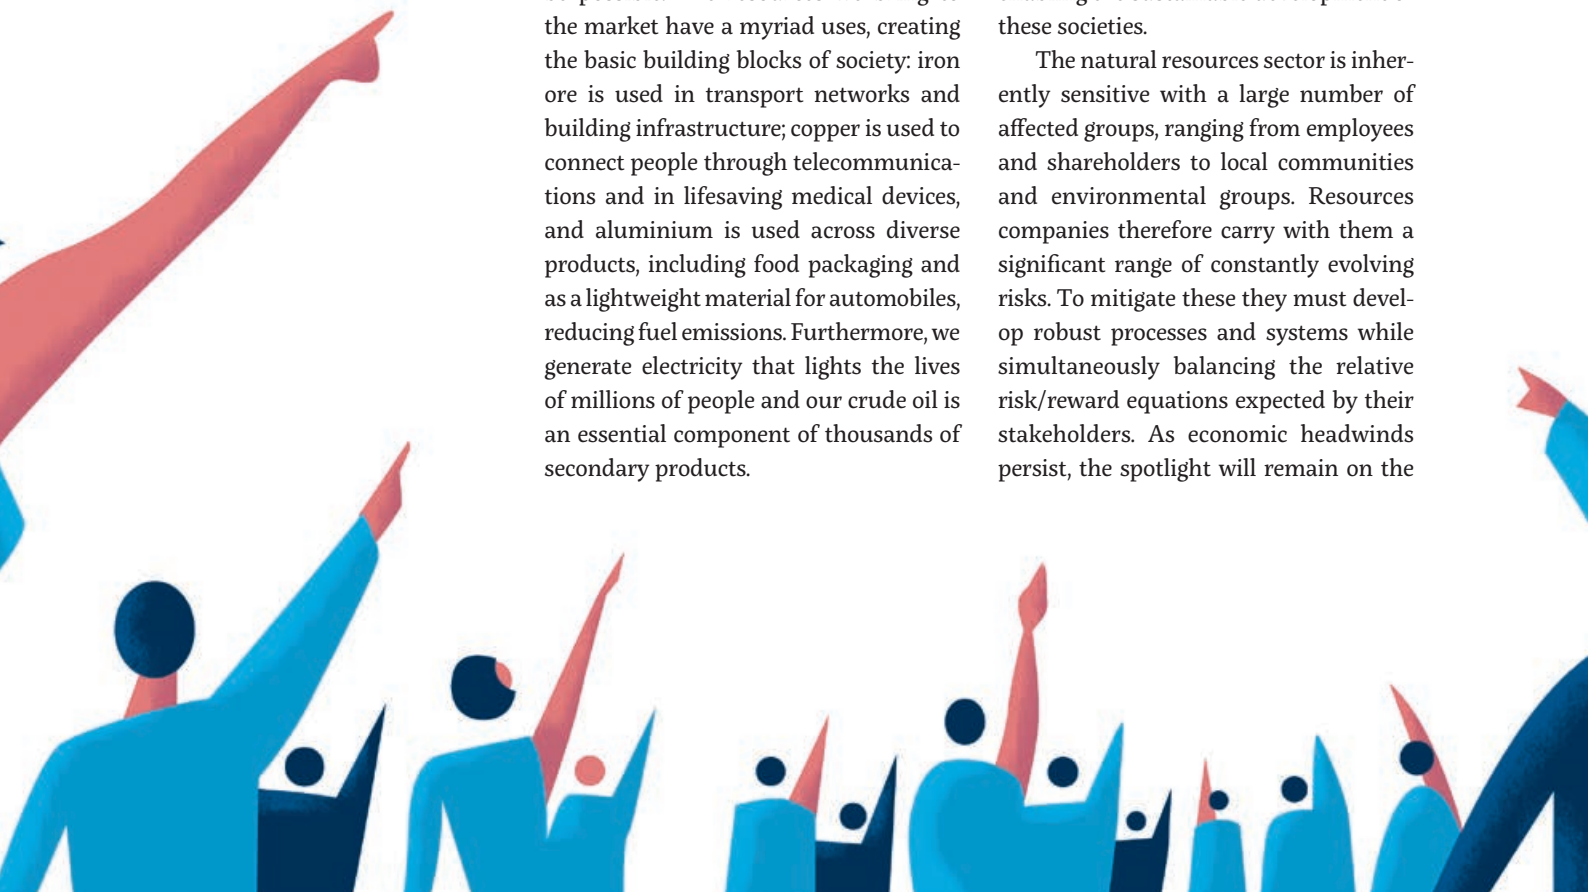 the market have a myriad uses, creating
the basic building blocks of society: iron
ore is used in transport networks and
building infrastructure; copper is used to
connect people through telecommunica-
tions and in lifesaving medical devices,
and aluminium is used across diverse
products, including food packaging and
as a lightweight material for automobiles,
reducing fuel emissions. Furthermore, we
generate electricity that lights the lives
of millions of people and our crude oil is
an essential component of thousands of
secondary products.
these societies.
The natural resources sector is inher-
ently sensitive with a large number of
affected groups, ranging from employees
and shareholders to local communities
and environmental groups. Resources
companies therefore carry with them a
significant range of constantly evolving
risks. To mitigate these they must devel-
op robust processes and systems while
simultaneously balancing the relative
risk/reward equations expected by their
stakeholders. As economic headwinds
persist, the spotlight will remain on the